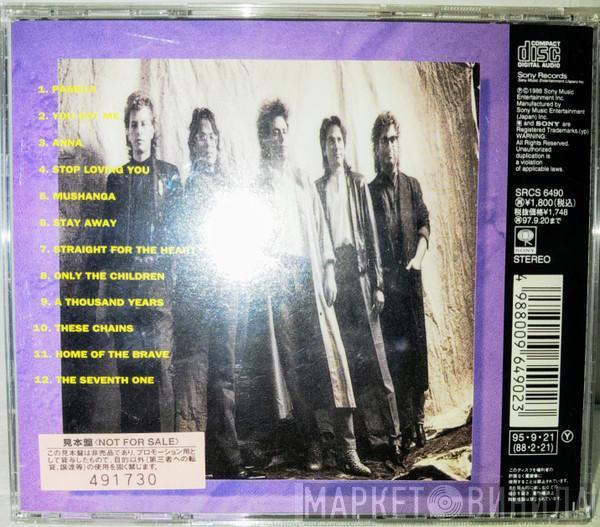 1. PAMELA
2. YOU GOT ME
3. ANNA
4. STOP LOVING YOU
5. MUSHANGA
6. STAY AWAY
7. STRAIGHT FOR THE HEART
8. ONLY THE CHILDREN
9. A THOUSAND YEARS
10. THESE CHAINS
11. HOME OF THE BRAVE
12. THE SEVENTH ONE
見本盤〈NOT FOR SALE〉
この見本盤は非売品であり、プロモーション用と
して貸与したもので、目的以外(第三者への転
貸、譲渡等)の使用を固く禁じます。
491730
COMPACT
disc
DIGITAL AUDIO
Sony Records
Sony Music Entertainment (Japan) Inc.
Ⓟ©1988 Sony Music
Entertainment Inc.
Manufactured by
Sony Music Entertainment
(Japan) Inc.
and SONY are
Registered Trademarks.(yp)
WARNING:
All Rights Reserved.
Unauthorized
duplication is
a violation
of applicable laws.
SRCS 6490
¥1,800(税込)
税抜価格¥1,748
97.9.20まで
SONY
STEREO
4 988009 649023
95・9・21
(88・2・21)
Y
МАРКЕТ ВИНИЛА